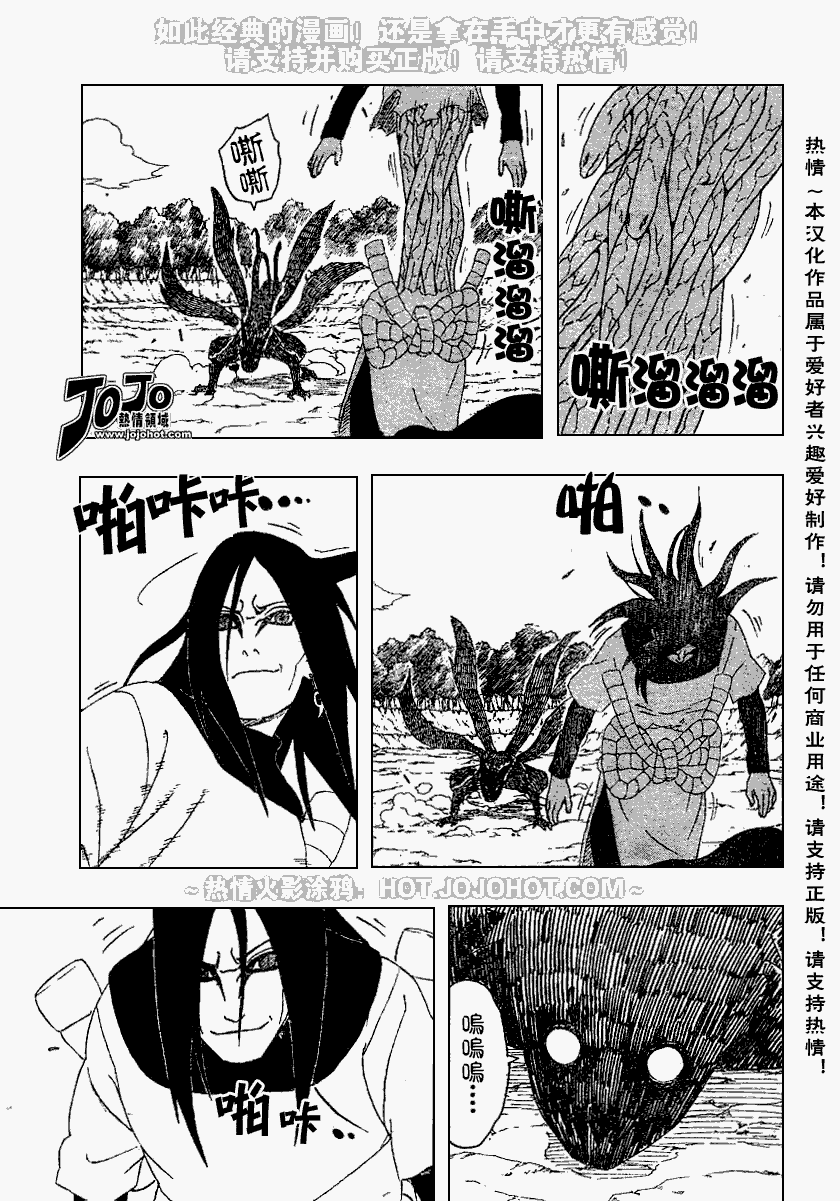 如此经典的漫画！还是拿在手中才更有感觉！
请支持并购买正版！请支持热情！
嘶溜溜溜
嘶溜溜溜
嘶
嘶
JOJO
热情领域
www.jojohot.com
啪
啪咔咔
～热情火影涂鸦．HOT.JOJOHOT.COM～
嗚
嗚
嗚
啪咔
热情～本汉化作品属于爱好者兴趣爱好制作！请勿用于任何商业用途！请支持正版！请支持热情！